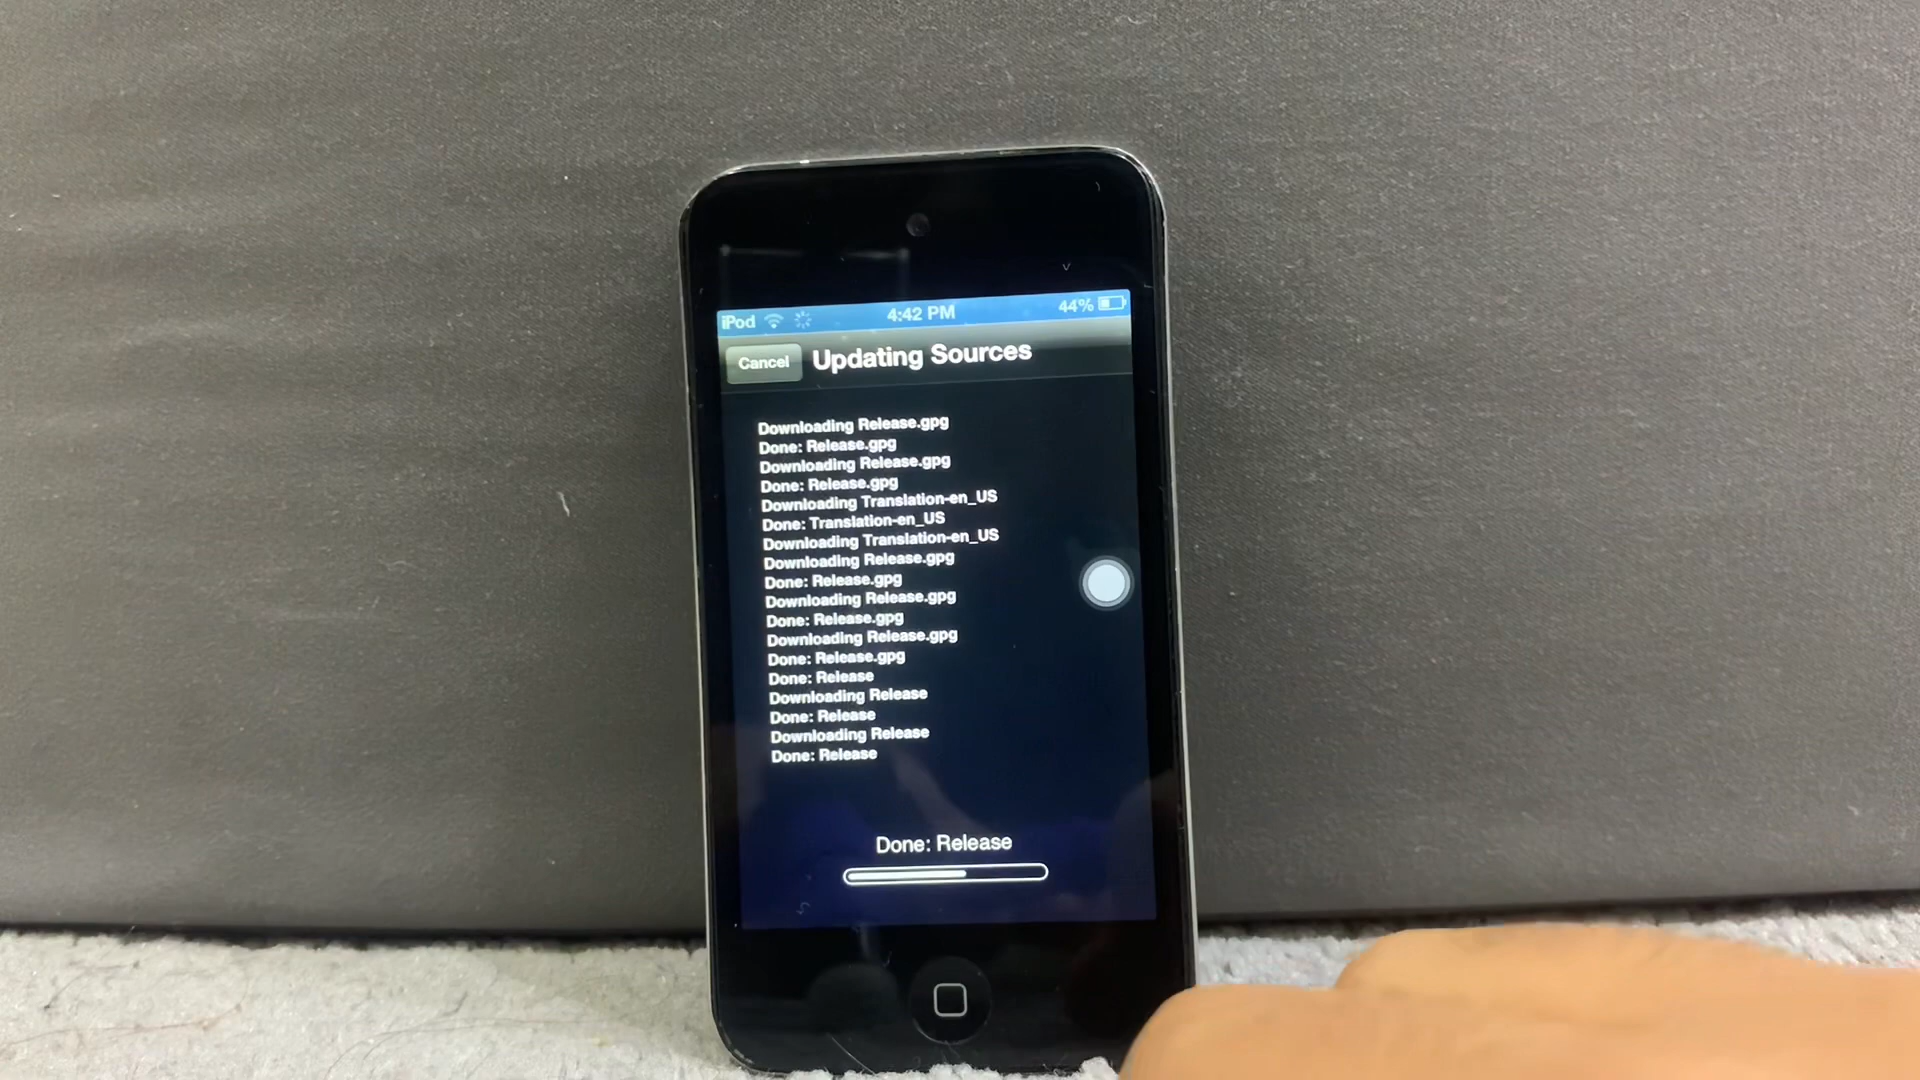 iPod 4:42 PM 44%
Cancel Updating Sources
Downloading Release.gpg
Done: Release.gpg
Downloading Release.gpg
Done: Release.gpg
Downloading Translation-en_US
Done: Translation-en_US
Downloading Translation-en_US
Downloading Release.gpg
Done: Release.gpg
Downloading Release.gpg
Done: Release.gpg
Downloading Release.gpg
Done: Release.gpg
Done: Release
Downloading Release
Done: Release
Downloading Release
Done: Release
Done: Release